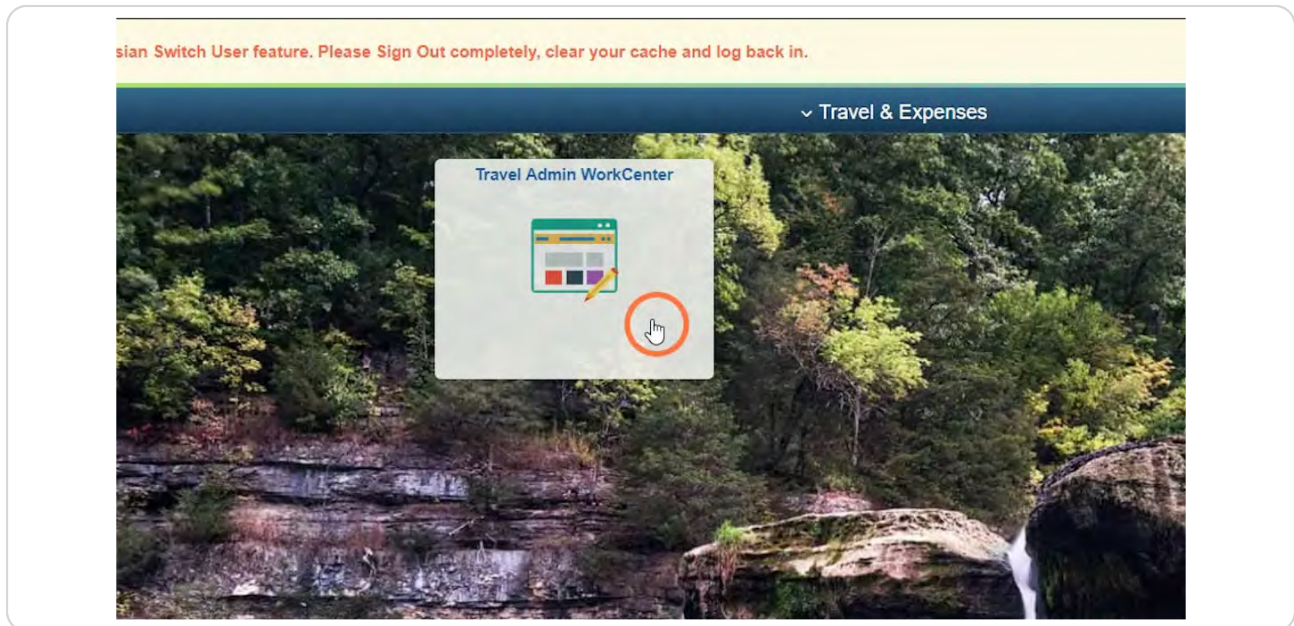 sian Switch User feature. Please Sign Out completely, clear your cache and log back in.
Travel & Expenses
Travel Admin WorkCenter